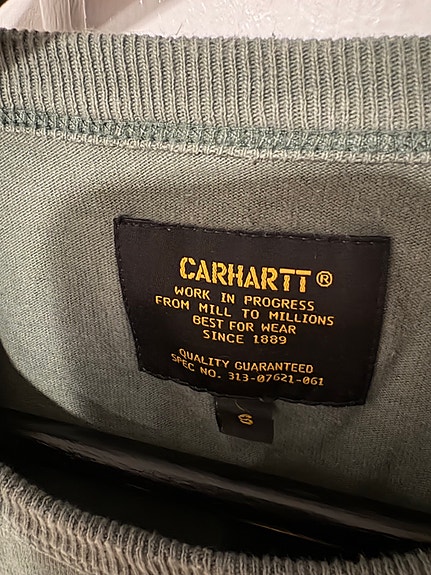 CARHARTT®
WORK IN PROGRESS
FROM MILL TO MILLIONS
BEST FOR WEAR
SINCE 1889
QUALITY GUARANTEED
SPEC NO. 313-07621-061